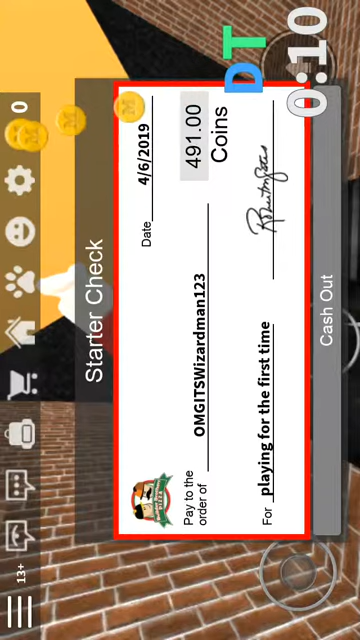 DT
0:10
0
Starter Check
Date 4/6/2019
491.00
Coins
Pay to the
order of OMGITSWizardman123
For playing for the first time
Cash Out
13+